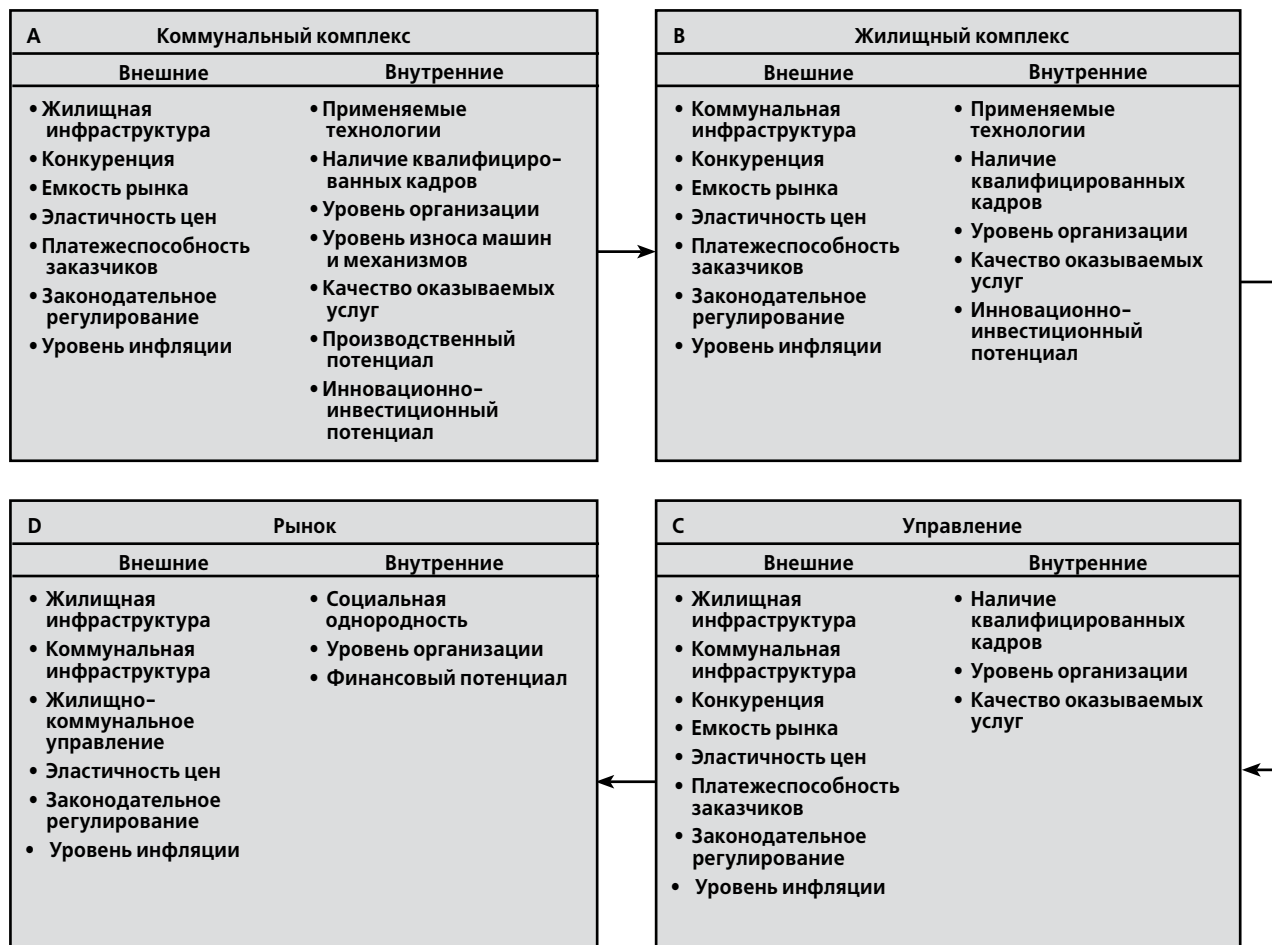 A Коммунальный комплекс
Внешние
• Жилищная
инфраструктура
• Конкуренция
• Емкость рынка
• Эластичность цен
• Платежеспособность
заказчиков
• Законодательное
регулирование
• Уровень инфляции
Внутренние
• Применяемые
технологии
• Наличие квалифициро-
ванных кадров
• Уровень организации
• Уровень износа машин
и механизмов
• Качество оказываемых
услуг
• Производственный
потенциал
• Инновационно-
инвестиционный
потенциал
B Жилищный комплекс
Внешние
• Коммунальная
инфраструктура
• Конкуренция
• Емкость рынка
• Эластичность цен
• Платежеспособность
заказчиков
• Законодательное
регулирование
• Уровень инфляции
Внутренние
• Применяемые
технологии
• Наличие
квалифицированных
кадров
• Уровень организации
• Качество оказываемых
услуг
• Инновационно-
инвестиционный
потенциал
D Рынок
Внешние
• Жилищная
инфраструктура
• Коммунальная
инфраструктура
• Жилищно-
коммунальное
управление
• Эластичность цен
• Законодательное
регулирование
• Уровень инфляции
Внутренние
• Социальная
однородность
• Уровень организации
• Финансовый потенциал
C Управление
Внешние
• Жилищная
инфраструктура
• Коммунальная
инфраструктура
• Конкуренция
• Емкость рынка
• Эластичность цен
• Платежеспособность
заказчиков
• Законодательное
регулирование
• Уровень инфляции
Внутренние
• Наличие
квалифицированных
кадров
• Уровень организации
• Качество оказываемых
услуг